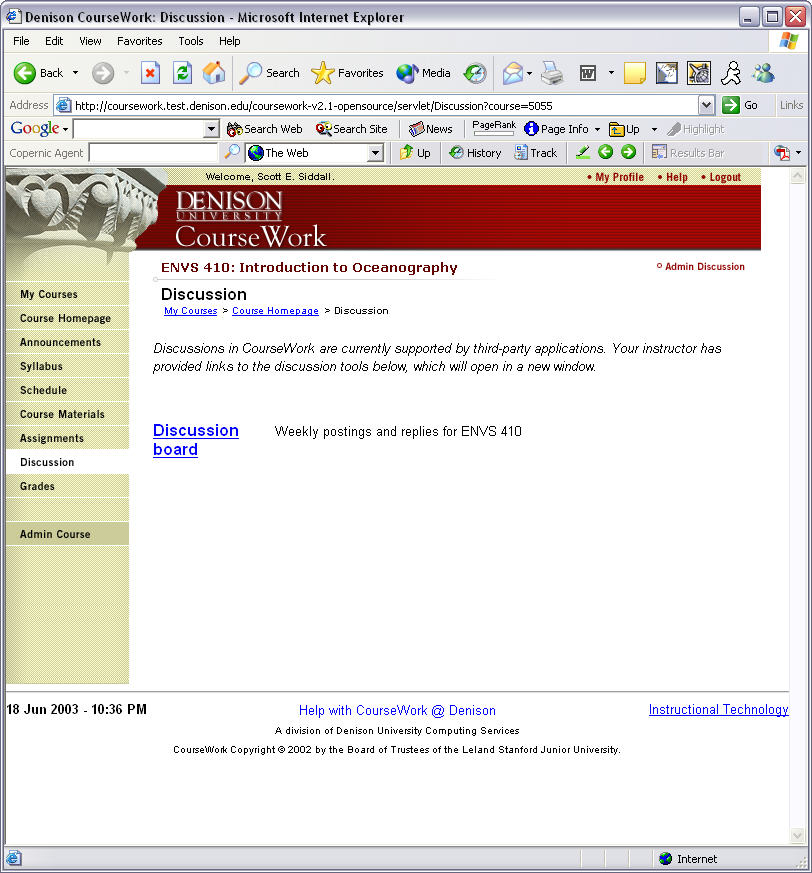 Denison CourseWork: Discussion - Microsoft Internet Explorer
File Edit View Favorites Tools Help
Back Search Favorites Media
Address http://coursework.test.denison.edu/coursework-v2.1-opensource/servlet/Discussion?course=5055 Go Links
Google Search Web Search Site News PageRank Page Info Up Highlight
Copernic Agent The Web Up History Track Results Bar
Welcome, Scott E. Siddall. • My Profile • Help • Logout
DENISON
UNIVERSITY
CourseWork
ENVS 410: Introduction to Oceanography Admin Discussion
Discussion
My Courses > Course Homepage > Discussion
My Courses
Course Homepage
Announcements
Syllabus
Schedule
Course Materials
Assignments
Discussion
Grades
Admin Course
Discussions in CourseWork are currently supported by third-party applications. Your instructor has
provided links to the discussion tools below, which will open in a new window.
Discussion Weekly postings and replies for ENVS 410
board
18 Jun 2003 - 10:36 PM Help with CourseWork @ Denison Instructional Technology
A division of Denison University Computing Services
CourseWork Copyright © 2002 by the Board of Trustees of the Leland Stanford Junior University.
Internet